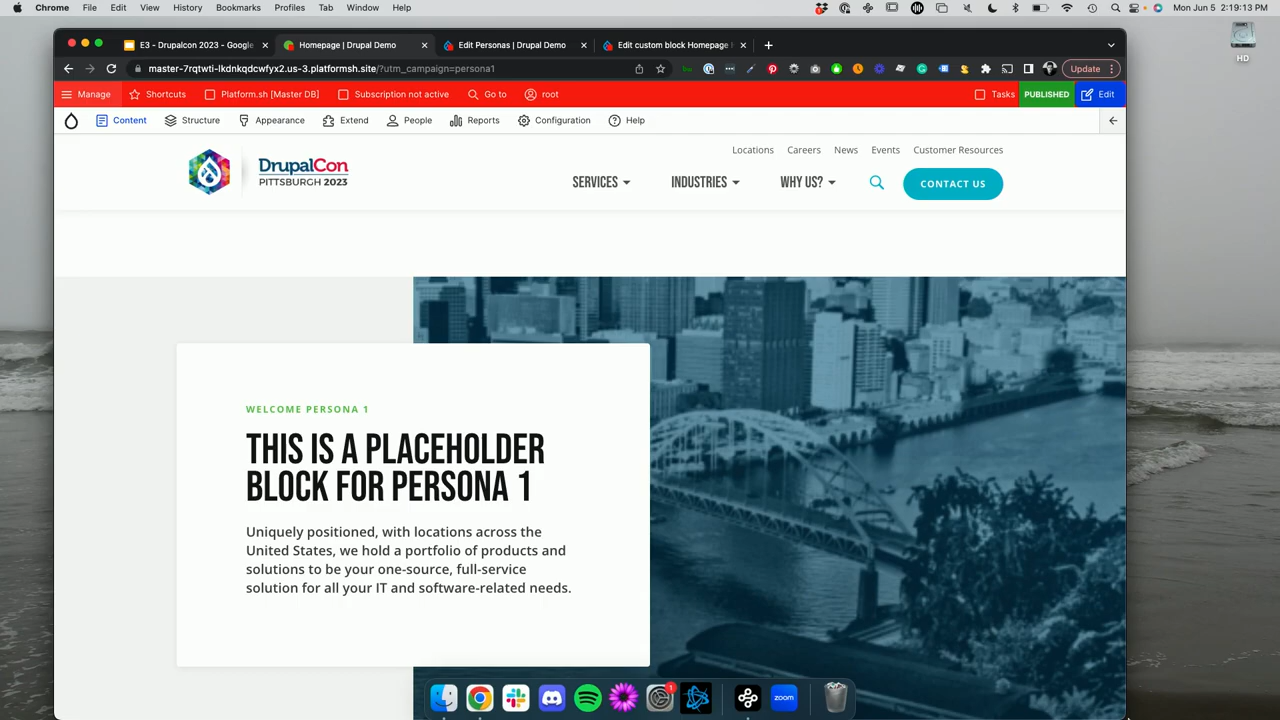 Chrome File Edit View History Bookmarks Profiles Tab Window Help Mon Jun 5 2:19:13 PM
E3 - Drupalcon 2023 - Google Homepage | Drupal Demo Edit Personas | Drupal Demo Edit custom block Homepage
master-7rqtwti-lkdnkqdcwfyx2.us-3.platformsh.site/?utm_campaign=persona1 Update
Manage Shortcuts Platform.sh [Master DB] Subscription not active Go to root Tasks PUBLISHED Edit
Content Structure Appearance Extend People Reports Configuration Help
HD
Locations Careers News Events Customer Resources
DrupalCon
PITTSBURGH 2023
SERVICES INDUSTRIES WHY US? CONTACT US
WELCOME PERSONA 1
THIS IS A PLACEHOLDER
BLOCK FOR PERSONA 1
Uniquely positioned, with locations across the
United States, we hold a portfolio of products and
solutions to be your one-source, full-service
solution for all your IT and software-related needs.
1
zoom